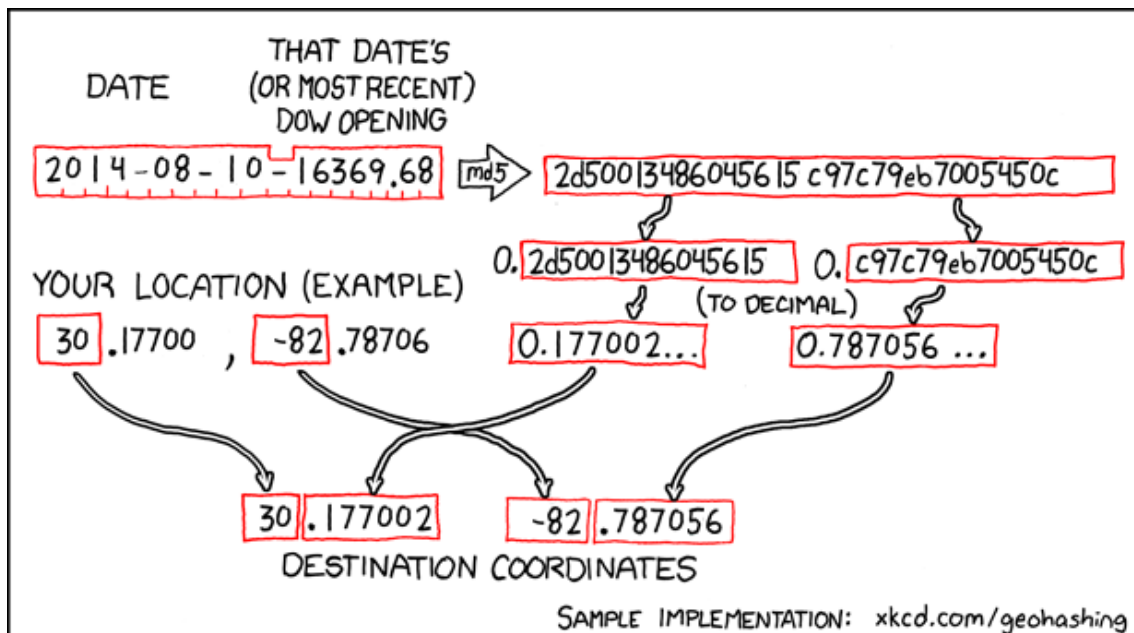 DATE
THAT DATE'S
(OR MOST RECENT)
DOW OPENING
2014-08-10-16369.68
md5
2d50013486045615c97c79eb7005450c
0.2d50013486045615
0.c97c79eb7005450c
YOUR LOCATION (EXAMPLE)
(TO DECIMAL)
30.17700, -82.78706
0.177002...
0.787056 ...
30.177002
-82.787056
DESTINATION COORDINATES
SAMPLE IMPLEMENTATION: xkcd.com/geohashing